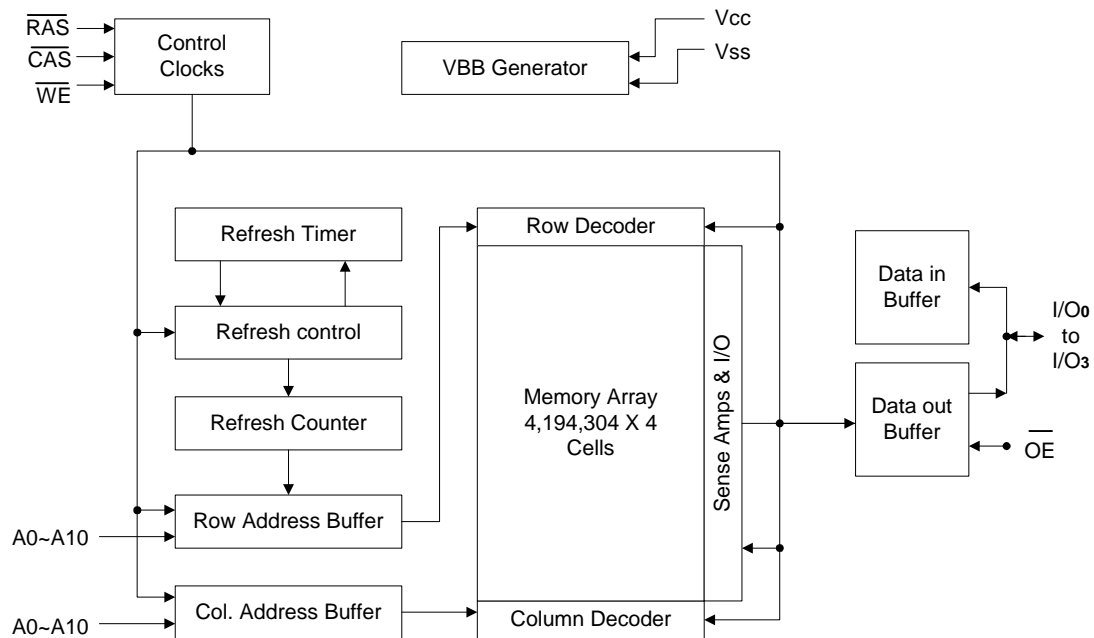 RAS
CAS
WE
Control
Clocks
VBB Generator
Vcc
Vss
Refresh Timer
Refresh control
Refresh Counter
Row Address Buffer
A0~A10
Col. Address Buffer
A0~A10
Row Decoder
Memory Array
4,194,304 X 4
Cells
Sense Amps & I/O
Column Decoder
Data in
Buffer
Data out
Buffer
I/O0
to
I/O3
OE